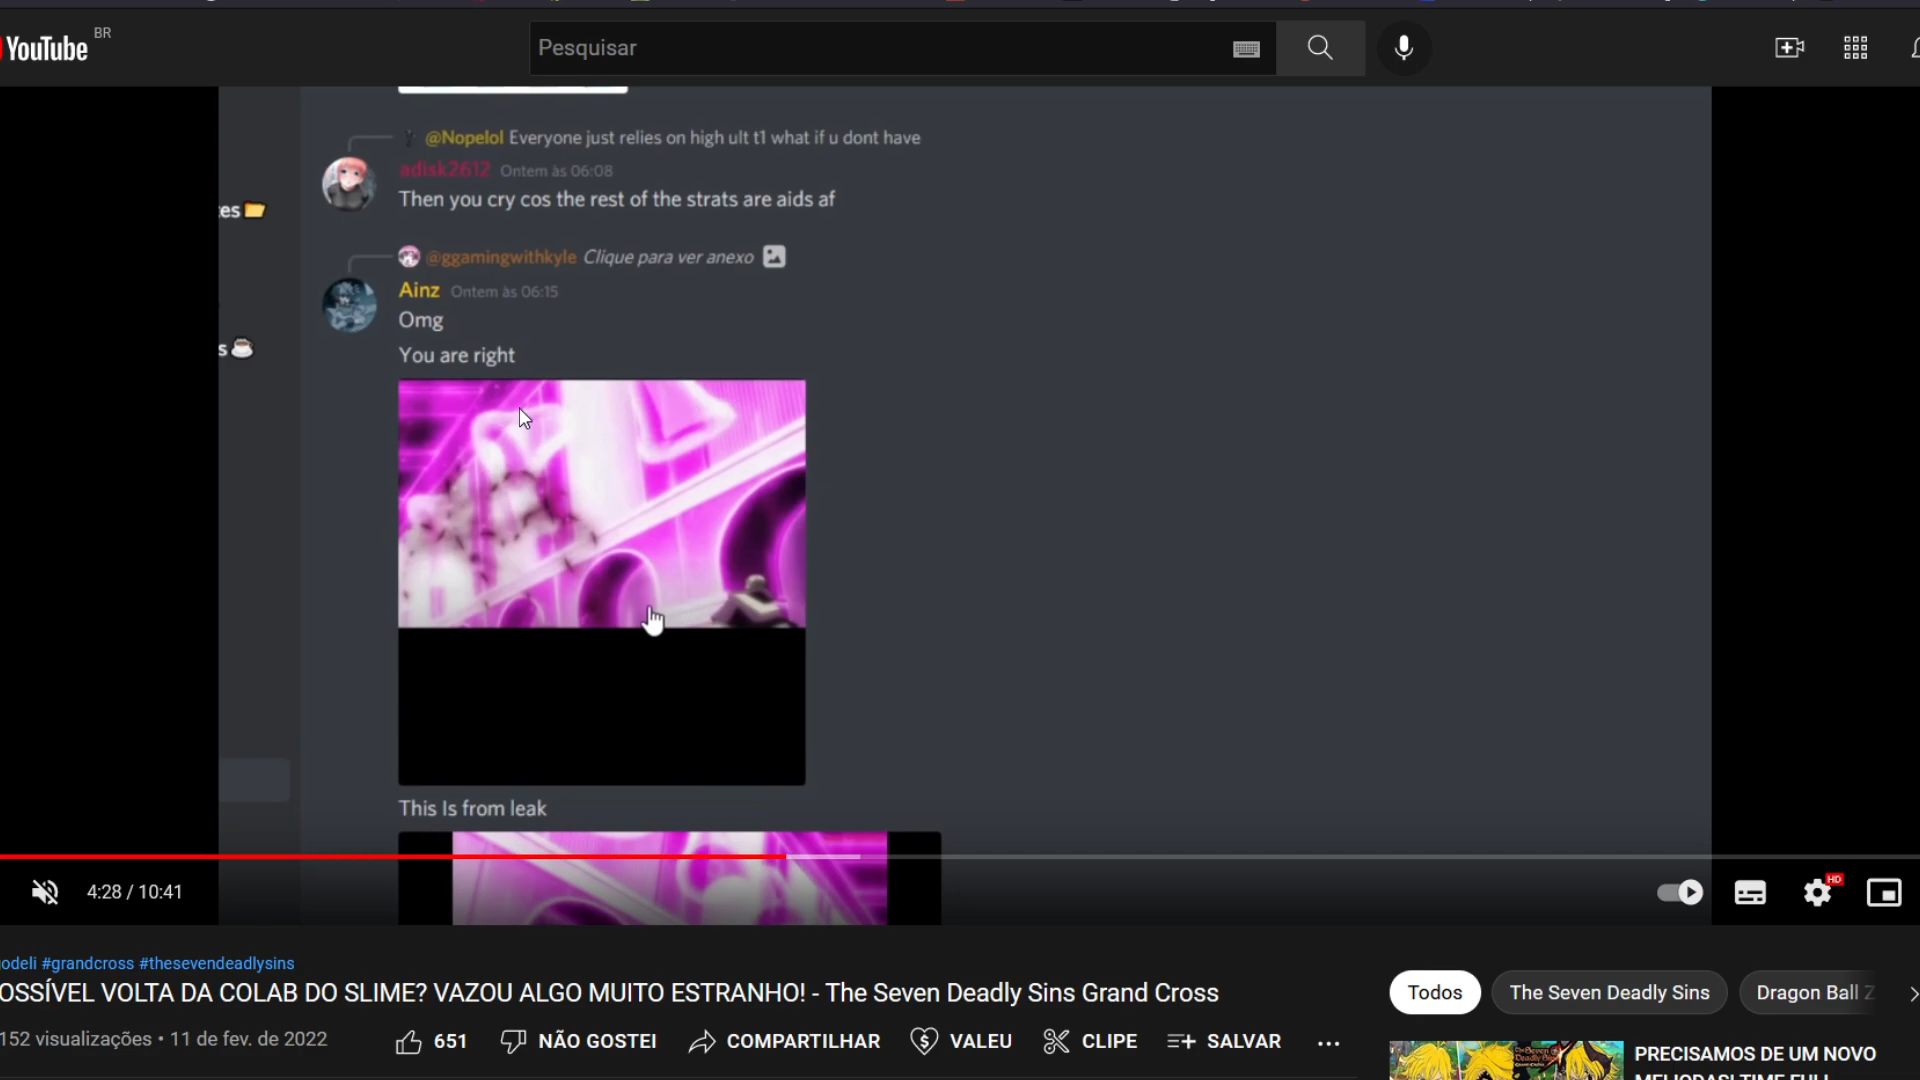 YouTube BR
Pesquisar
@Nopelol Everyone just relies on high ult t1 what if u dont have
adisk2612 Ontem às 06:08
Then you cry cos the rest of the strats are aids af
es
@ggamingwithkyle Clique para ver anexo
Ainz Ontem às 06:15
Omg
s
You are right
This Is from leak
4:28 / 10:41
HD
odeli #grandcross #thesevendeadlysins
OSSÍVEL VOLTA DA COLAB DO SLIME? VAZOU ALGO MUITO ESTRANHO! - The Seven Deadly Sins Grand Cross
Todos
The Seven Deadly Sins
Dragon Ball Z
152 visualizações • 11 de fev. de 2022
651
NÃO GOSTEI
COMPARTILHAR
VALEU
CLIPE
SALVAR
PRECISAMOS DE UM NOVO
MELIODAS! TIME FULL